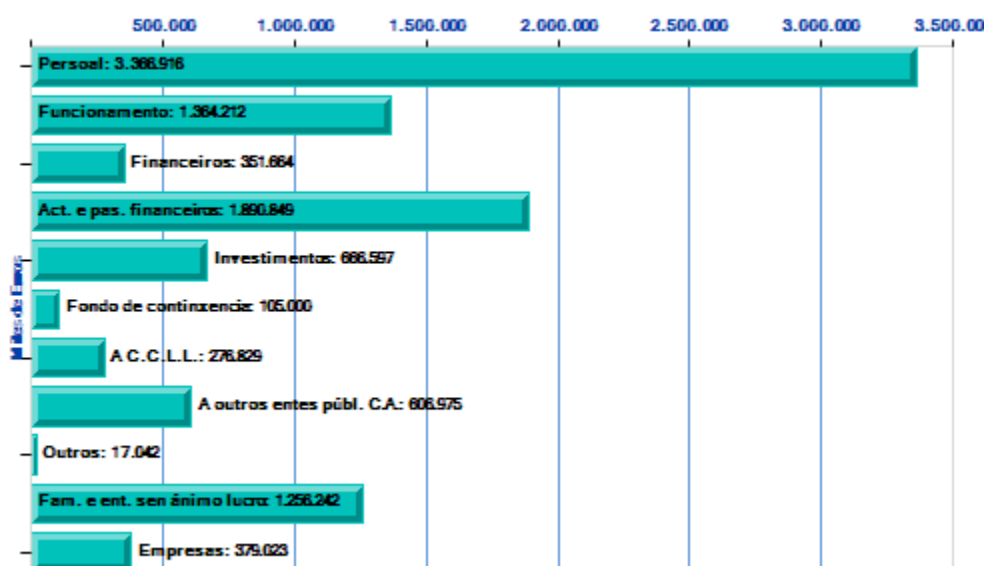 500.000 1.000.000 1.500.000 2.000.000 2.500.000 3.000.000 3.500.00
Persoal: 3.366.916
Funcionamento: 1.364.212
Financeiros: 351.664
Act. e pas. financeiros: 1.890.849
Investimentos: 666.597
Fondo de continxencia: 105.000
A C.C.L.L.: 276.829
A outros entes públ. C.A.: 606.975
Outros: 17.042
Fam. e ent. sen ánimo lucro: 1.256.242
Empresas: 379.023
Miles de Euros